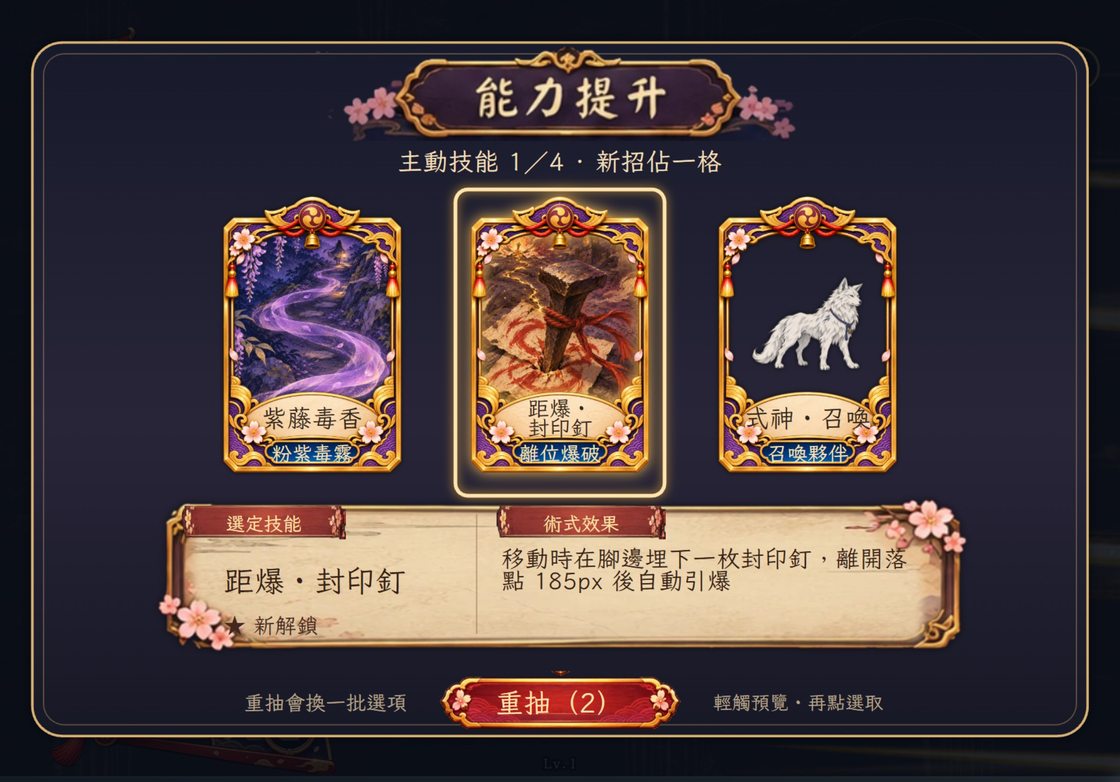 能力提升
主動技能 1／4 · 新招佔一格
紫藤毒香
粉紫毒霧
距爆・
封印釘
離位爆破
式神・召喚
召喚夥伴
選定技能
距爆・封印釘
★ 新解鎖
術式效果
移動時在腳邊埋下一枚封印釘，離開落
點 185px 後自動引爆
重抽會換一批選項
重抽（2）
輕觸預覽・再點選取
Lv.1